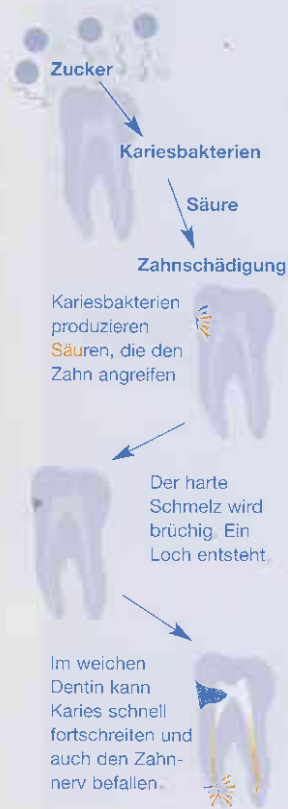 Zucker
Kariesbakterien
Säure
Zahnschädigung
Kariesbakterien
produzieren
Säuren, die den
Zahn angreifen
Der harte
Schmelz wird
brüchig. Ein
Loch entsteht.
Im weichen
Dentin kann
Karies schnell
fortschreiten und
auch den Zahn-
nerv befallen.